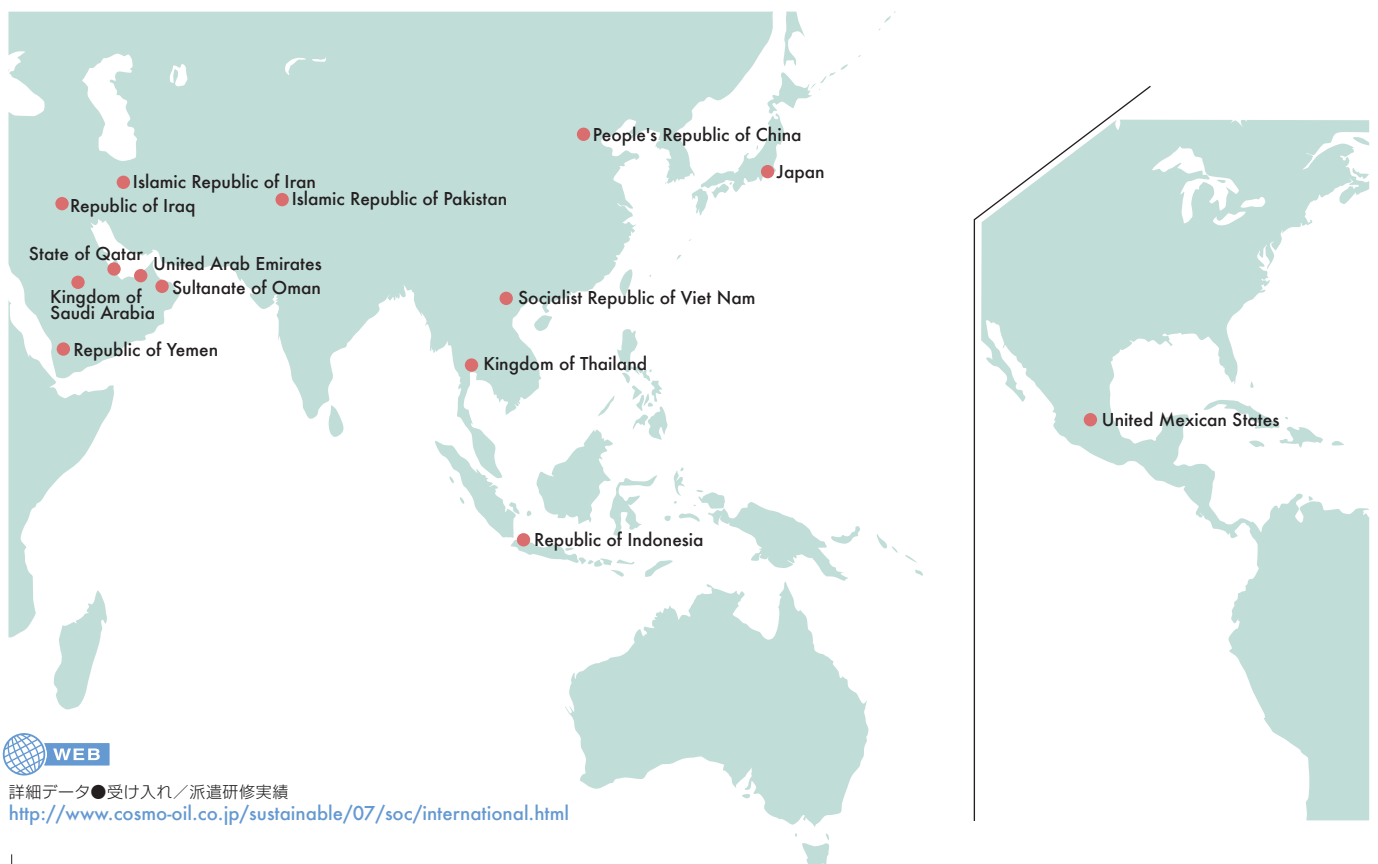 People's Republic of China
Japan
Islamic Republic of Iran
Islamic Republic of Pakistan
Republic of Iraq
State of Qatar
United Arab Emirates
Sultanate of Oman
Kingdom of
Saudi Arabia
Socialist Republic of Viet Nam
Republic of Yemen
Kingdom of Thailand
United Mexican States
Republic of Indonesia
WEB
詳細データ●受け入れ／派遣研修実績
http://www.cosmo-oil.co.jp/sustainable/07/soc/international.html